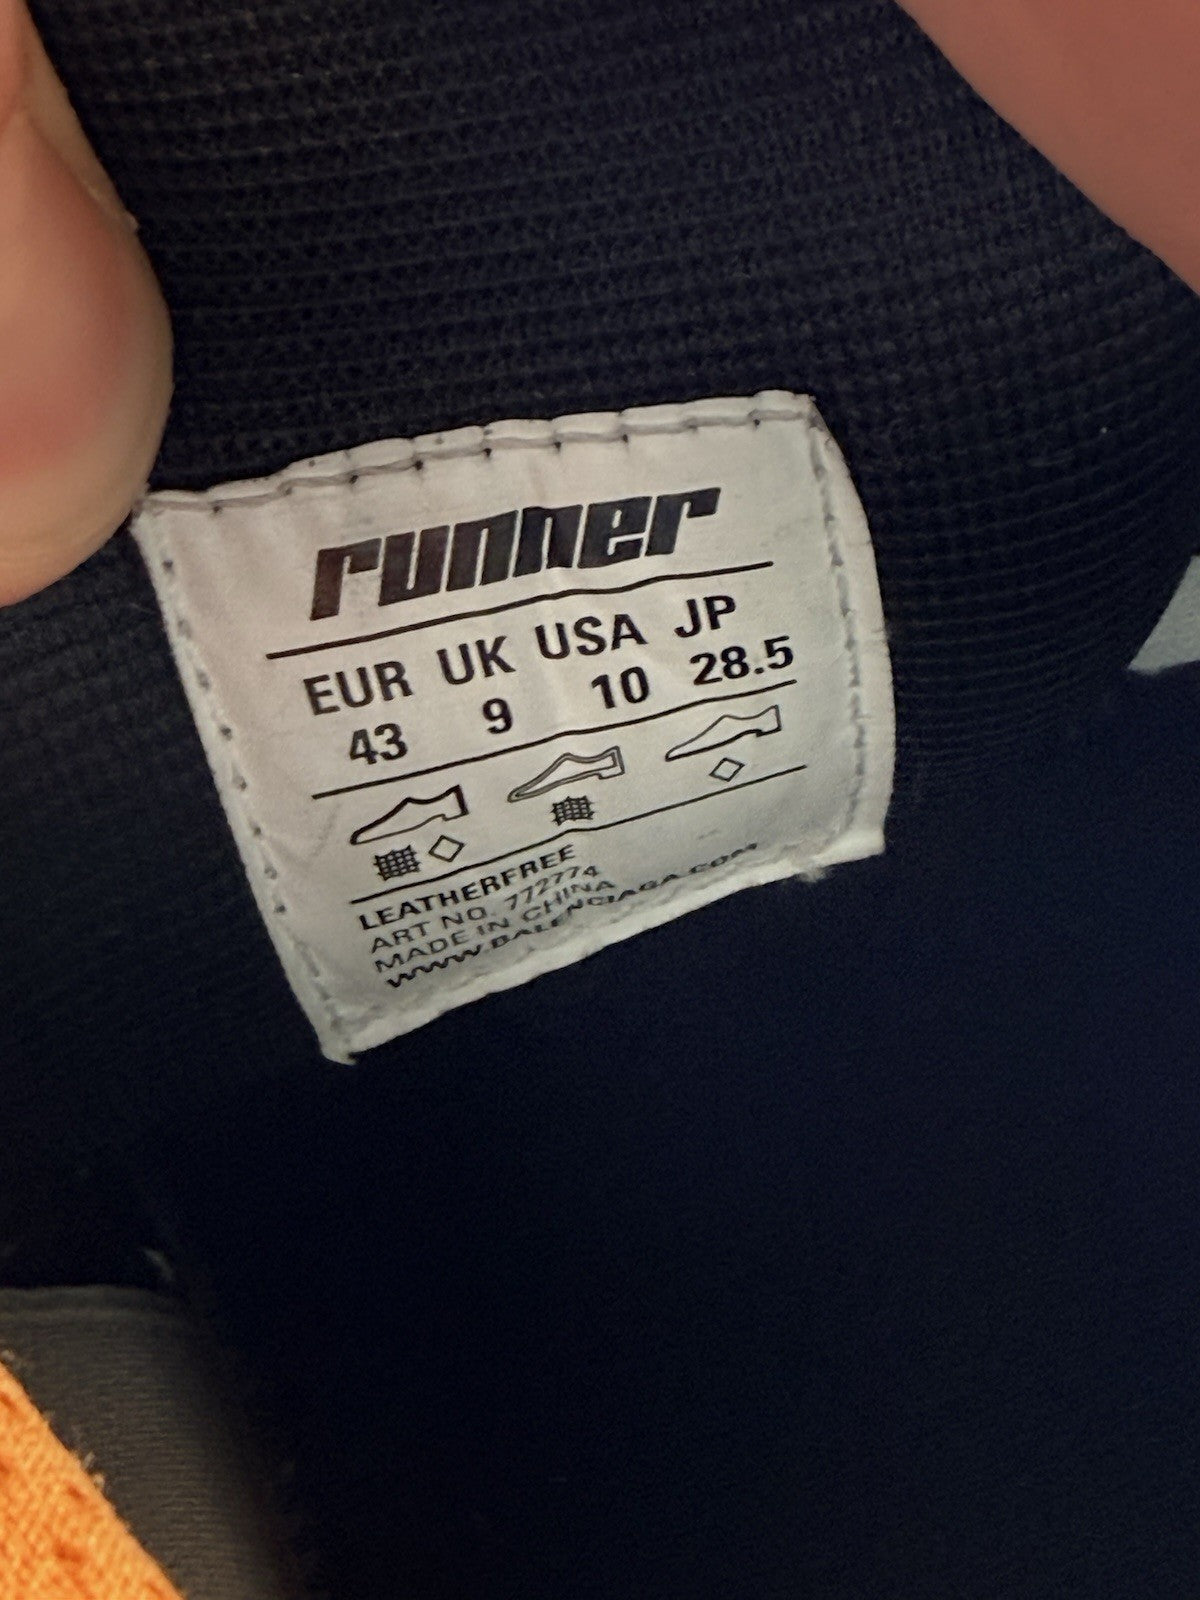 runner
EUR UK USA JP
43 9 10 28.5
LEATHERFREE
ART NO. 772774
MADE IN CHINA
WWW.BALENCIAGA.COM